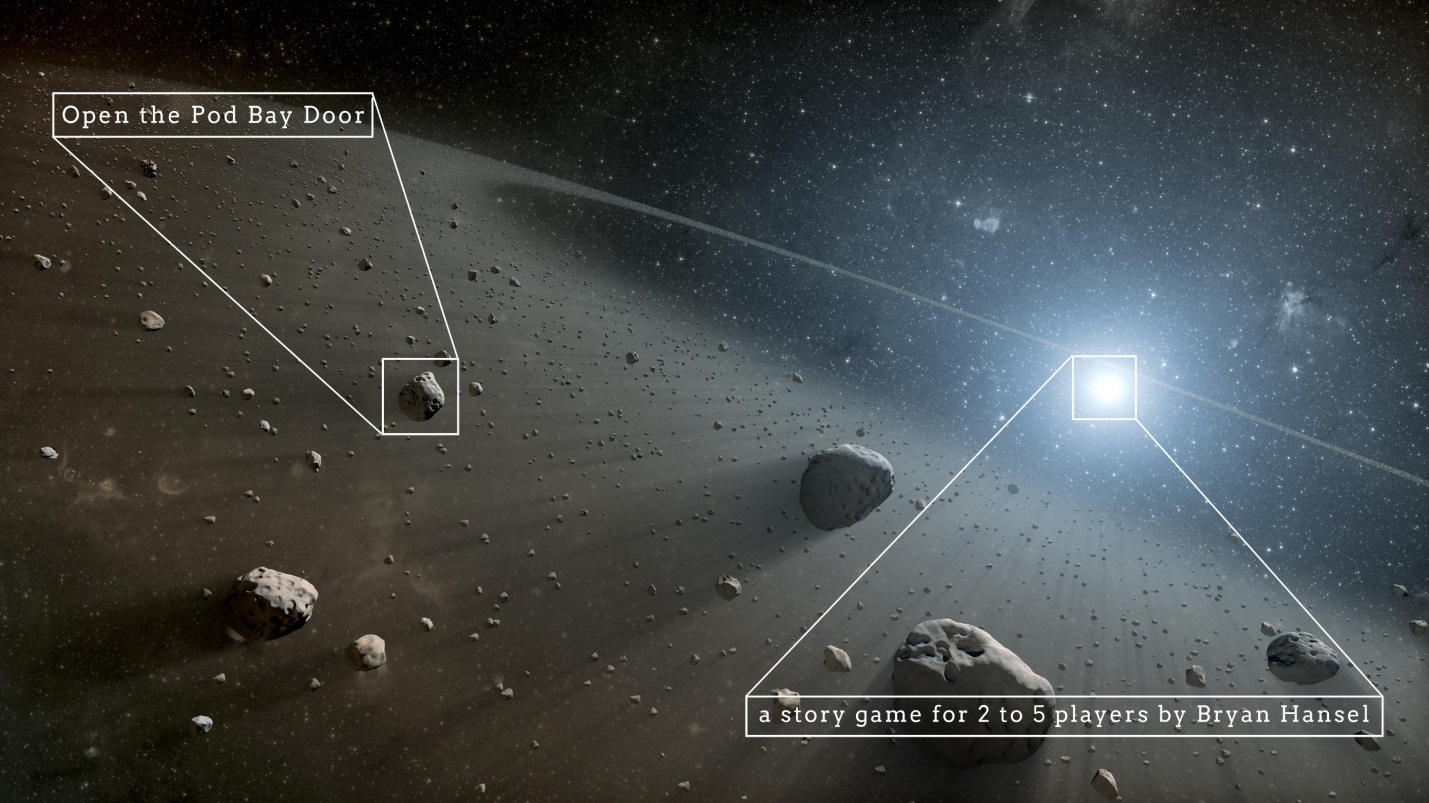 Open the Pod Bay Door
a story game for 2 to 5 players by Bryan Hansel